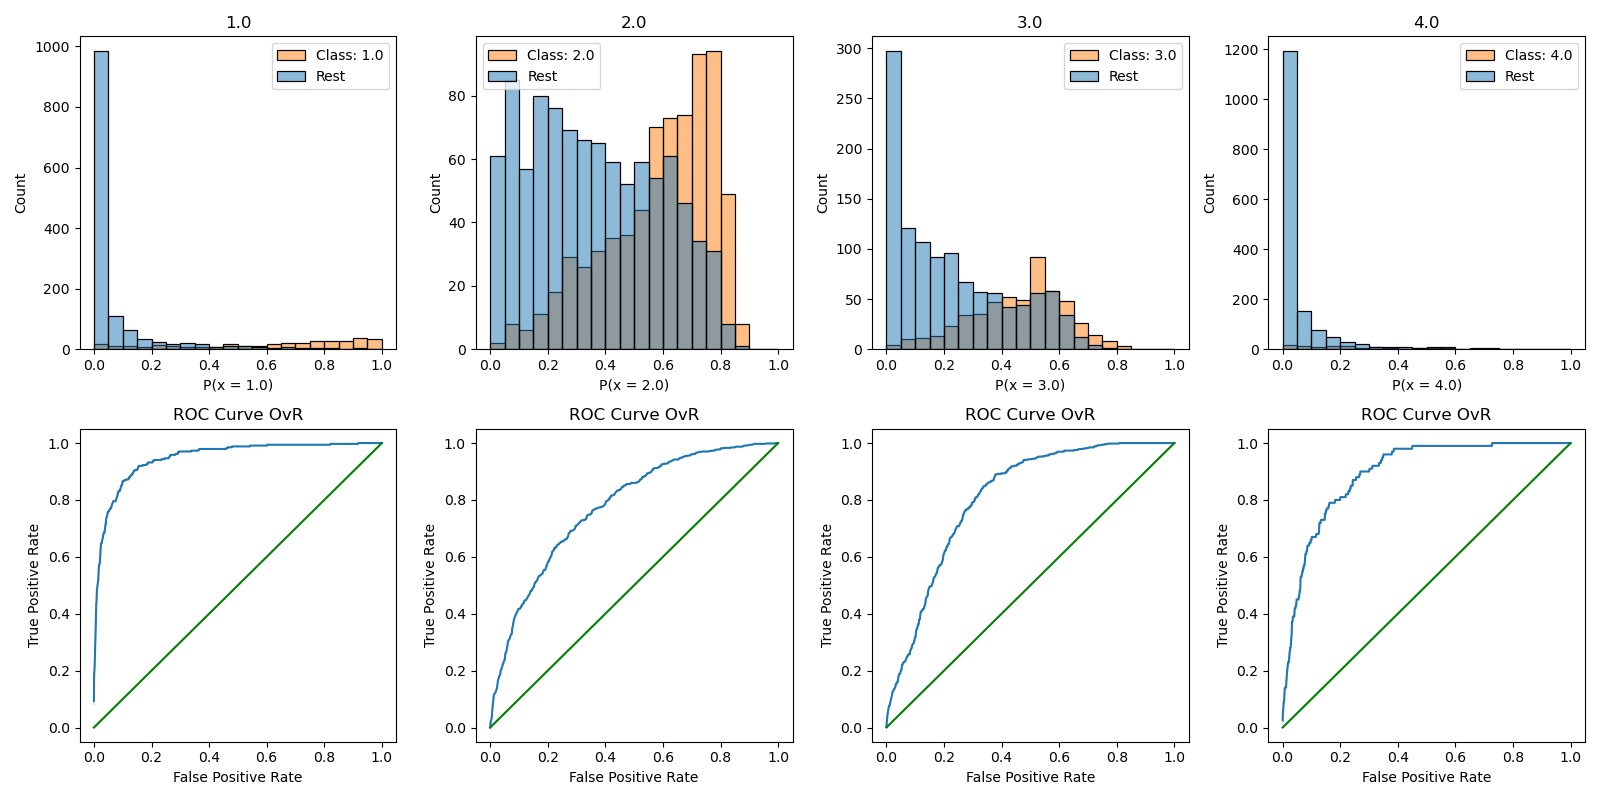 1.0
2.0
3.0
4.0
Count
1000
800
600
400
200
0
Class: 1.0
Rest
0.0 0.2 0.4 0.6 0.8 1.0
P(x = 1.0)
Count
80
60
40
20
0
Class: 2.0
Rest
0.0 0.2 0.4 0.6 0.8 1.0
P(x = 2.0)
Count
300
250
200
150
100
50
0
Class: 3.0
Rest
0.0 0.2 0.4 0.6 0.8 1.0
P(x = 3.0)
Count
1200
1000
800
600
400
200
0
Class: 4.0
Rest
0.0 0.2 0.4 0.6 0.8 1.0
P(x = 4.0)
ROC Curve OvR
True Positive Rate
1.0
0.8
0.6
0.4
0.2
0.0
0.0 0.2 0.4 0.6 0.8 1.0
False Positive Rate
ROC Curve OvR
True Positive Rate
1.0
0.8
0.6
0.4
0.2
0.0
0.0 0.2 0.4 0.6 0.8 1.0
False Positive Rate
ROC Curve OvR
True Positive Rate
1.0
0.8
0.6
0.4
0.2
0.0
0.0 0.2 0.4 0.6 0.8 1.0
False Positive Rate
ROC Curve OvR
True Positive Rate
1.0
0.8
0.6
0.4
0.2
0.0
0.0 0.2 0.4 0.6 0.8 1.0
False Positive Rate